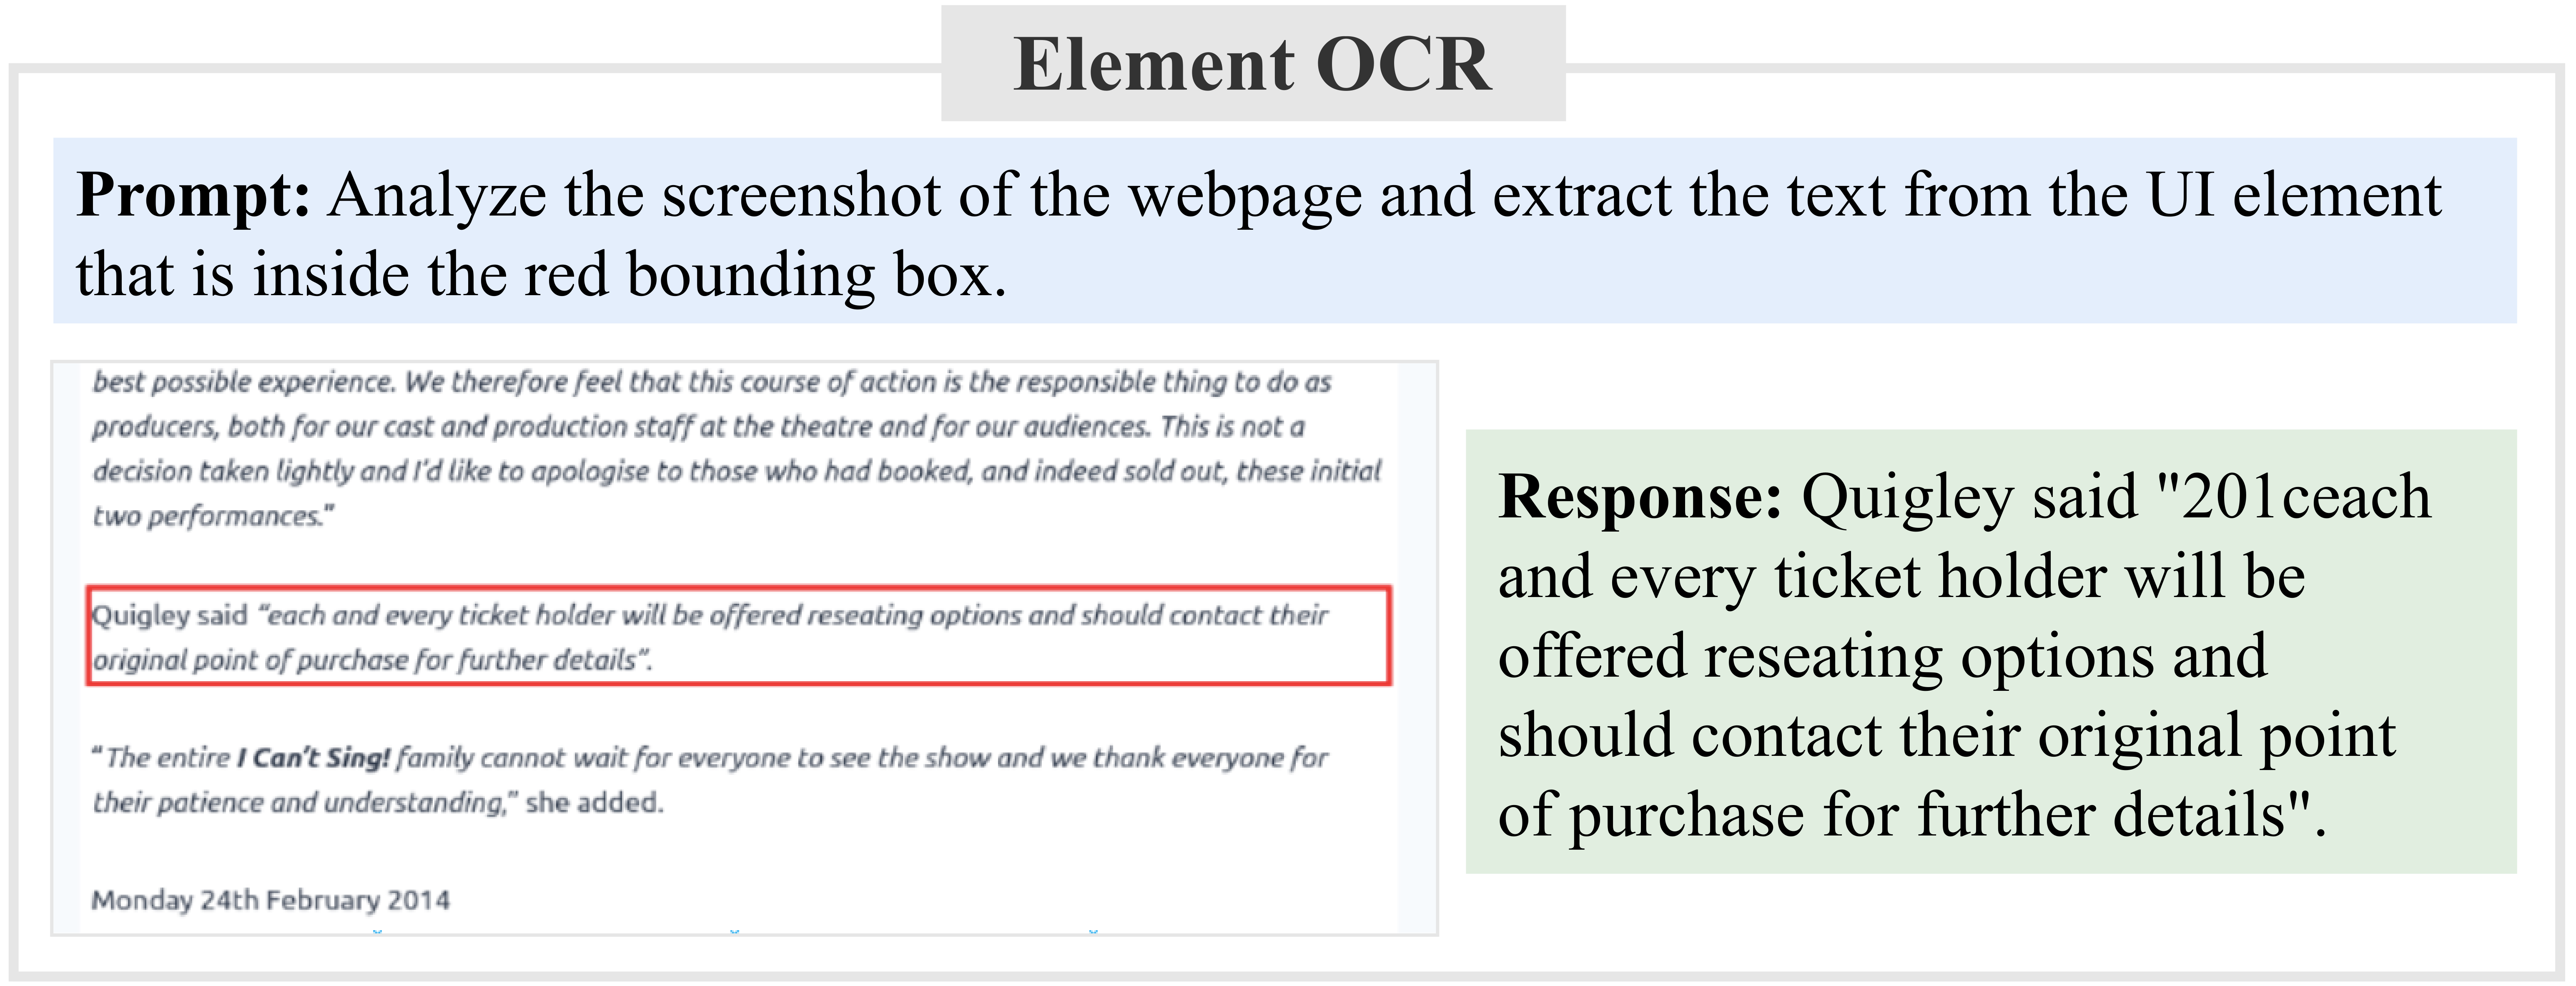 Element OCR
Prompt: Analyze the screenshot of the webpage and extract the text from the UI element
that is inside the red bounding box.
best possible experience. We therefore feel that this course of action is the responsible thing to do as
producers, both for our cast and production staff at the theatre and for our audiences. This is not a
decision taken lightly and I'd like to apologise to those who had booked, and indeed sold out, these initial
two performances.”
Quigley said “each and every ticket holder will be offered reseating options and should contact their
original point of purchase for further details”.
“The entire I Can't Sing! family cannot wait for everyone to see the show and we thank everyone for
their patience and understanding,” she added.
Monday 24th February 2014
Response: Quigley said "201ceach
and every ticket holder will be
offered reseating options and
should contact their original point
of purchase for further details".